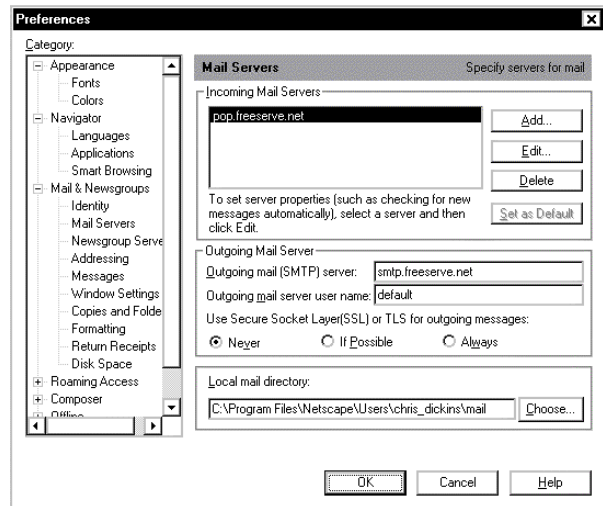 Preferences
Category:
Appearance
Fonts
Colors
Navigator
Languages
Applications
Smart Browsing
Mail & Newsgroups
Identity
Mail Servers
Newsgroup Serve
Addressing
Messages
Window Settings
Copies and Folde
Formatting
Return Receipts
Disk Space
Roaming Access
Composer
Offline
Mail Servers Specify servers for mail
Incoming Mail Servers
pop.freeserve.net
Add...
Edit...
Delete
Set as Default
To set server properties (such as checking for new
messages automatically), select a server and then
click Edit.
Outgoing Mail Server
Outgoing mail (SMTP) server: smtp.freeserve.net
Outgoing mail server user name: default
Use Secure Socket Layer(SSL) or TLS for outgoing messages:
Never If Possible Always
Local mail directory:
C:\Program Files\Netscape\Users\chris_dickins\mail Choose...
OK Cancel Help